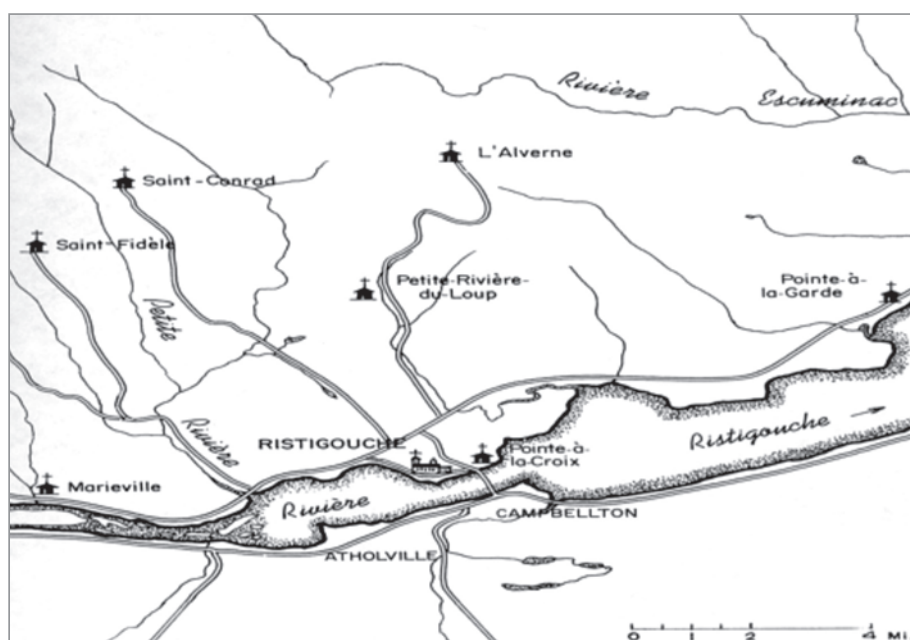 Rivière
Escuminac
L'Alverne
Saint-Conrad
Saint-Fidèle
Petite-Rivière-
du-Loup
Pointe-à-
la-Garde
Petite
Rivière
RISTIGOUCHE
Ristigouche
Pointe-à-
la-Croix
Marieville
Rivière
CAMPBELLTON
ATHOLVILLE
0 1 2 4 Mi